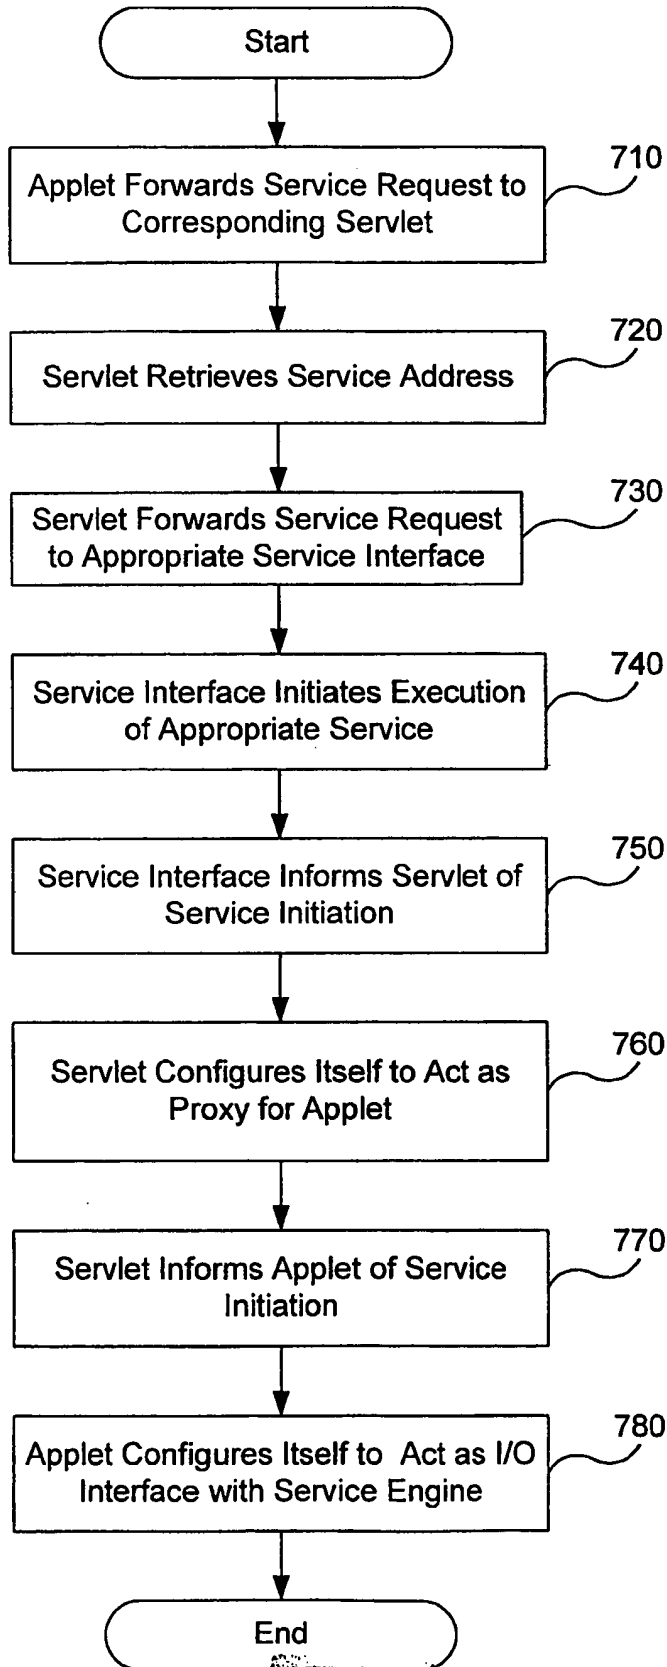 Start
710
Applet Forwards Service Request to
Corresponding Servlet
720
Servlet Retrieves Service Address
730
Servlet Forwards Service Request
to Appropriate Service Interface
740
Service Interface Initiates Execution
of Appropriate Service
750
Service Interface Informs Servlet of
Service Initiation
760
Servlet Configures Itself to Act as
Proxy for Applet
770
Servlet Informs Applet of Service
Initiation
780
Applet Configures Itself to Act as I/O
Interface with Service Engine
End